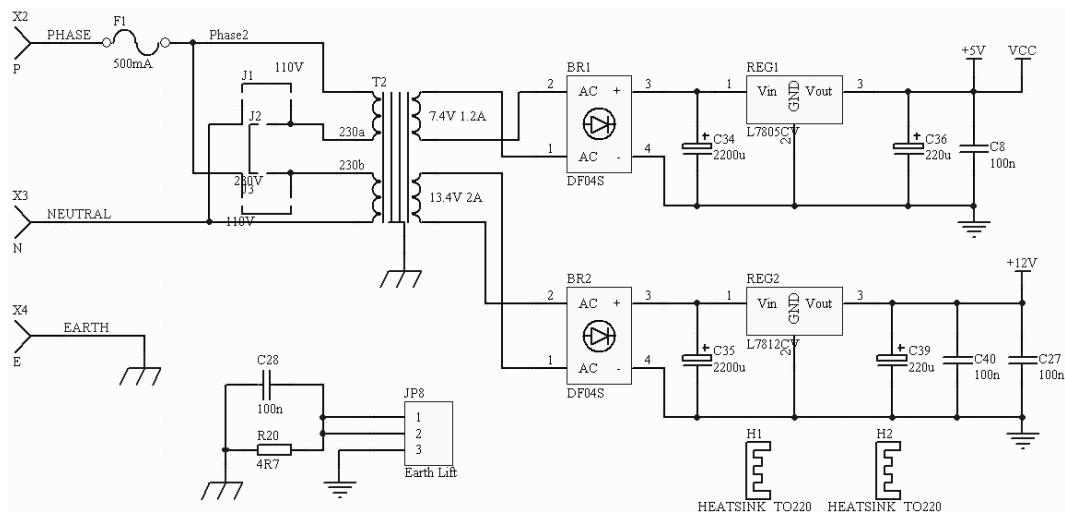 X2
PHASE
P
F1
500mA
Phase2
J1
110V
J2
230a
230V
J3
230b
110V
T2
7.4V 1.2A
13.4V 2A
X3
NEUTRAL
N
X4
EARTH
E
BR1
2 AC + 3
1 AC - 4
DF04S
REG1
1 Vin GND Vout 3
2
L7805CV
C34
2200u
C36
220u
C8
100n
+5V
VCC
BR2
2 AC + 3
1 AC - 4
DF04S
REG2
1 Vin GND Vout 3
2
L7812CV
C35
2200u
C39
220u
C40
100n
C27
100n
+12V
C28
100n
R20
4R7
JP8
1
2
3
Earth Lift
H1
HEATSINK TO220
H2
HEATSINK TO220